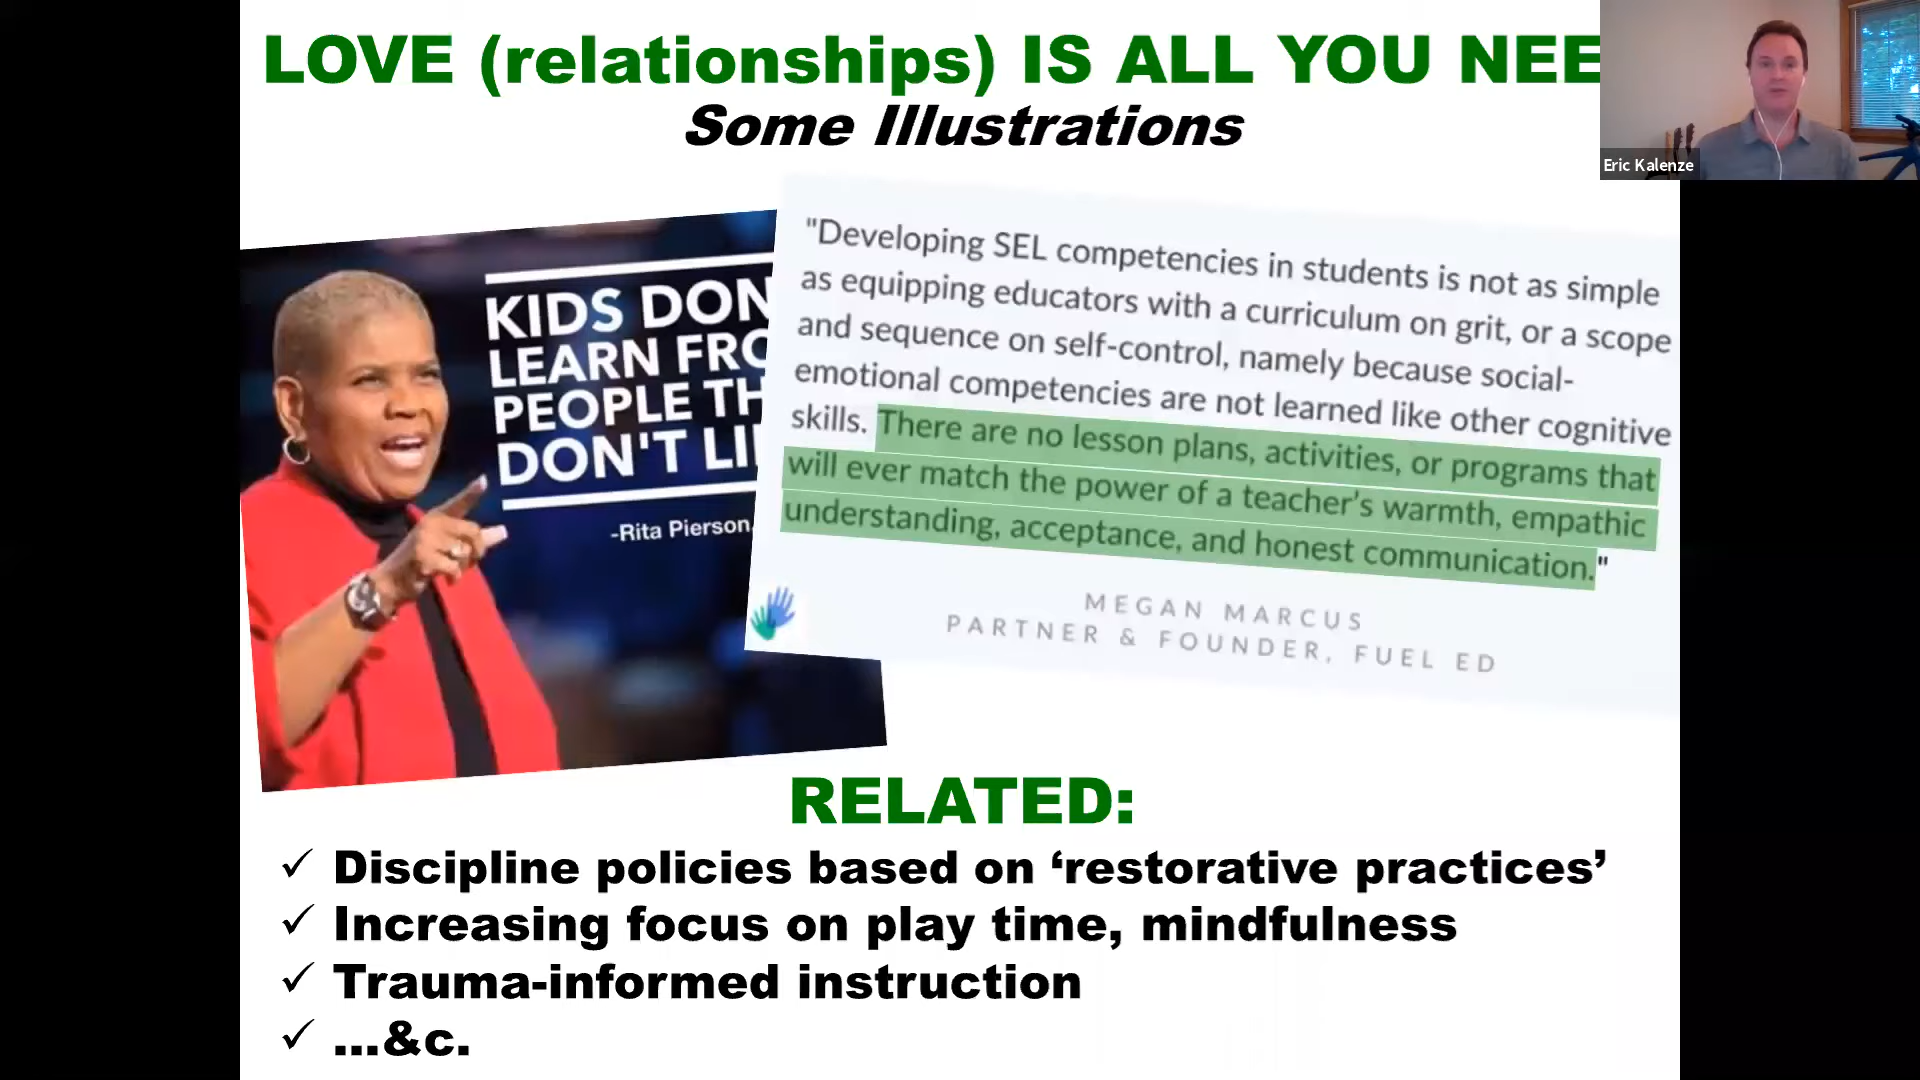 LOVE (relationships) IS ALL YOU NEE
Some Illustrations
Eric Kalenze
KIDS DON
LEARN FRO
PEOPLE TH
DON'T LI
-Rita Pierson,
"Developing SEL competencies in students is not as simple
as equipping educators with a curriculum on grit, or a scope
and sequence on self-control, namely because social-
emotional competencies are not learned like other cognitive
skills. There are no lesson plans, activities, or programs that
will ever match the power of a teacher's warmth, empathic
understanding, acceptance, and honest communication."
MEGAN MARCUS
PARTNER & FOUNDER, FUEL ED
RELATED:
✓ Discipline policies based on ‘restorative practices’
✓ Increasing focus on play time, mindfulness
✓ Trauma-informed instruction
✓ ...&c.